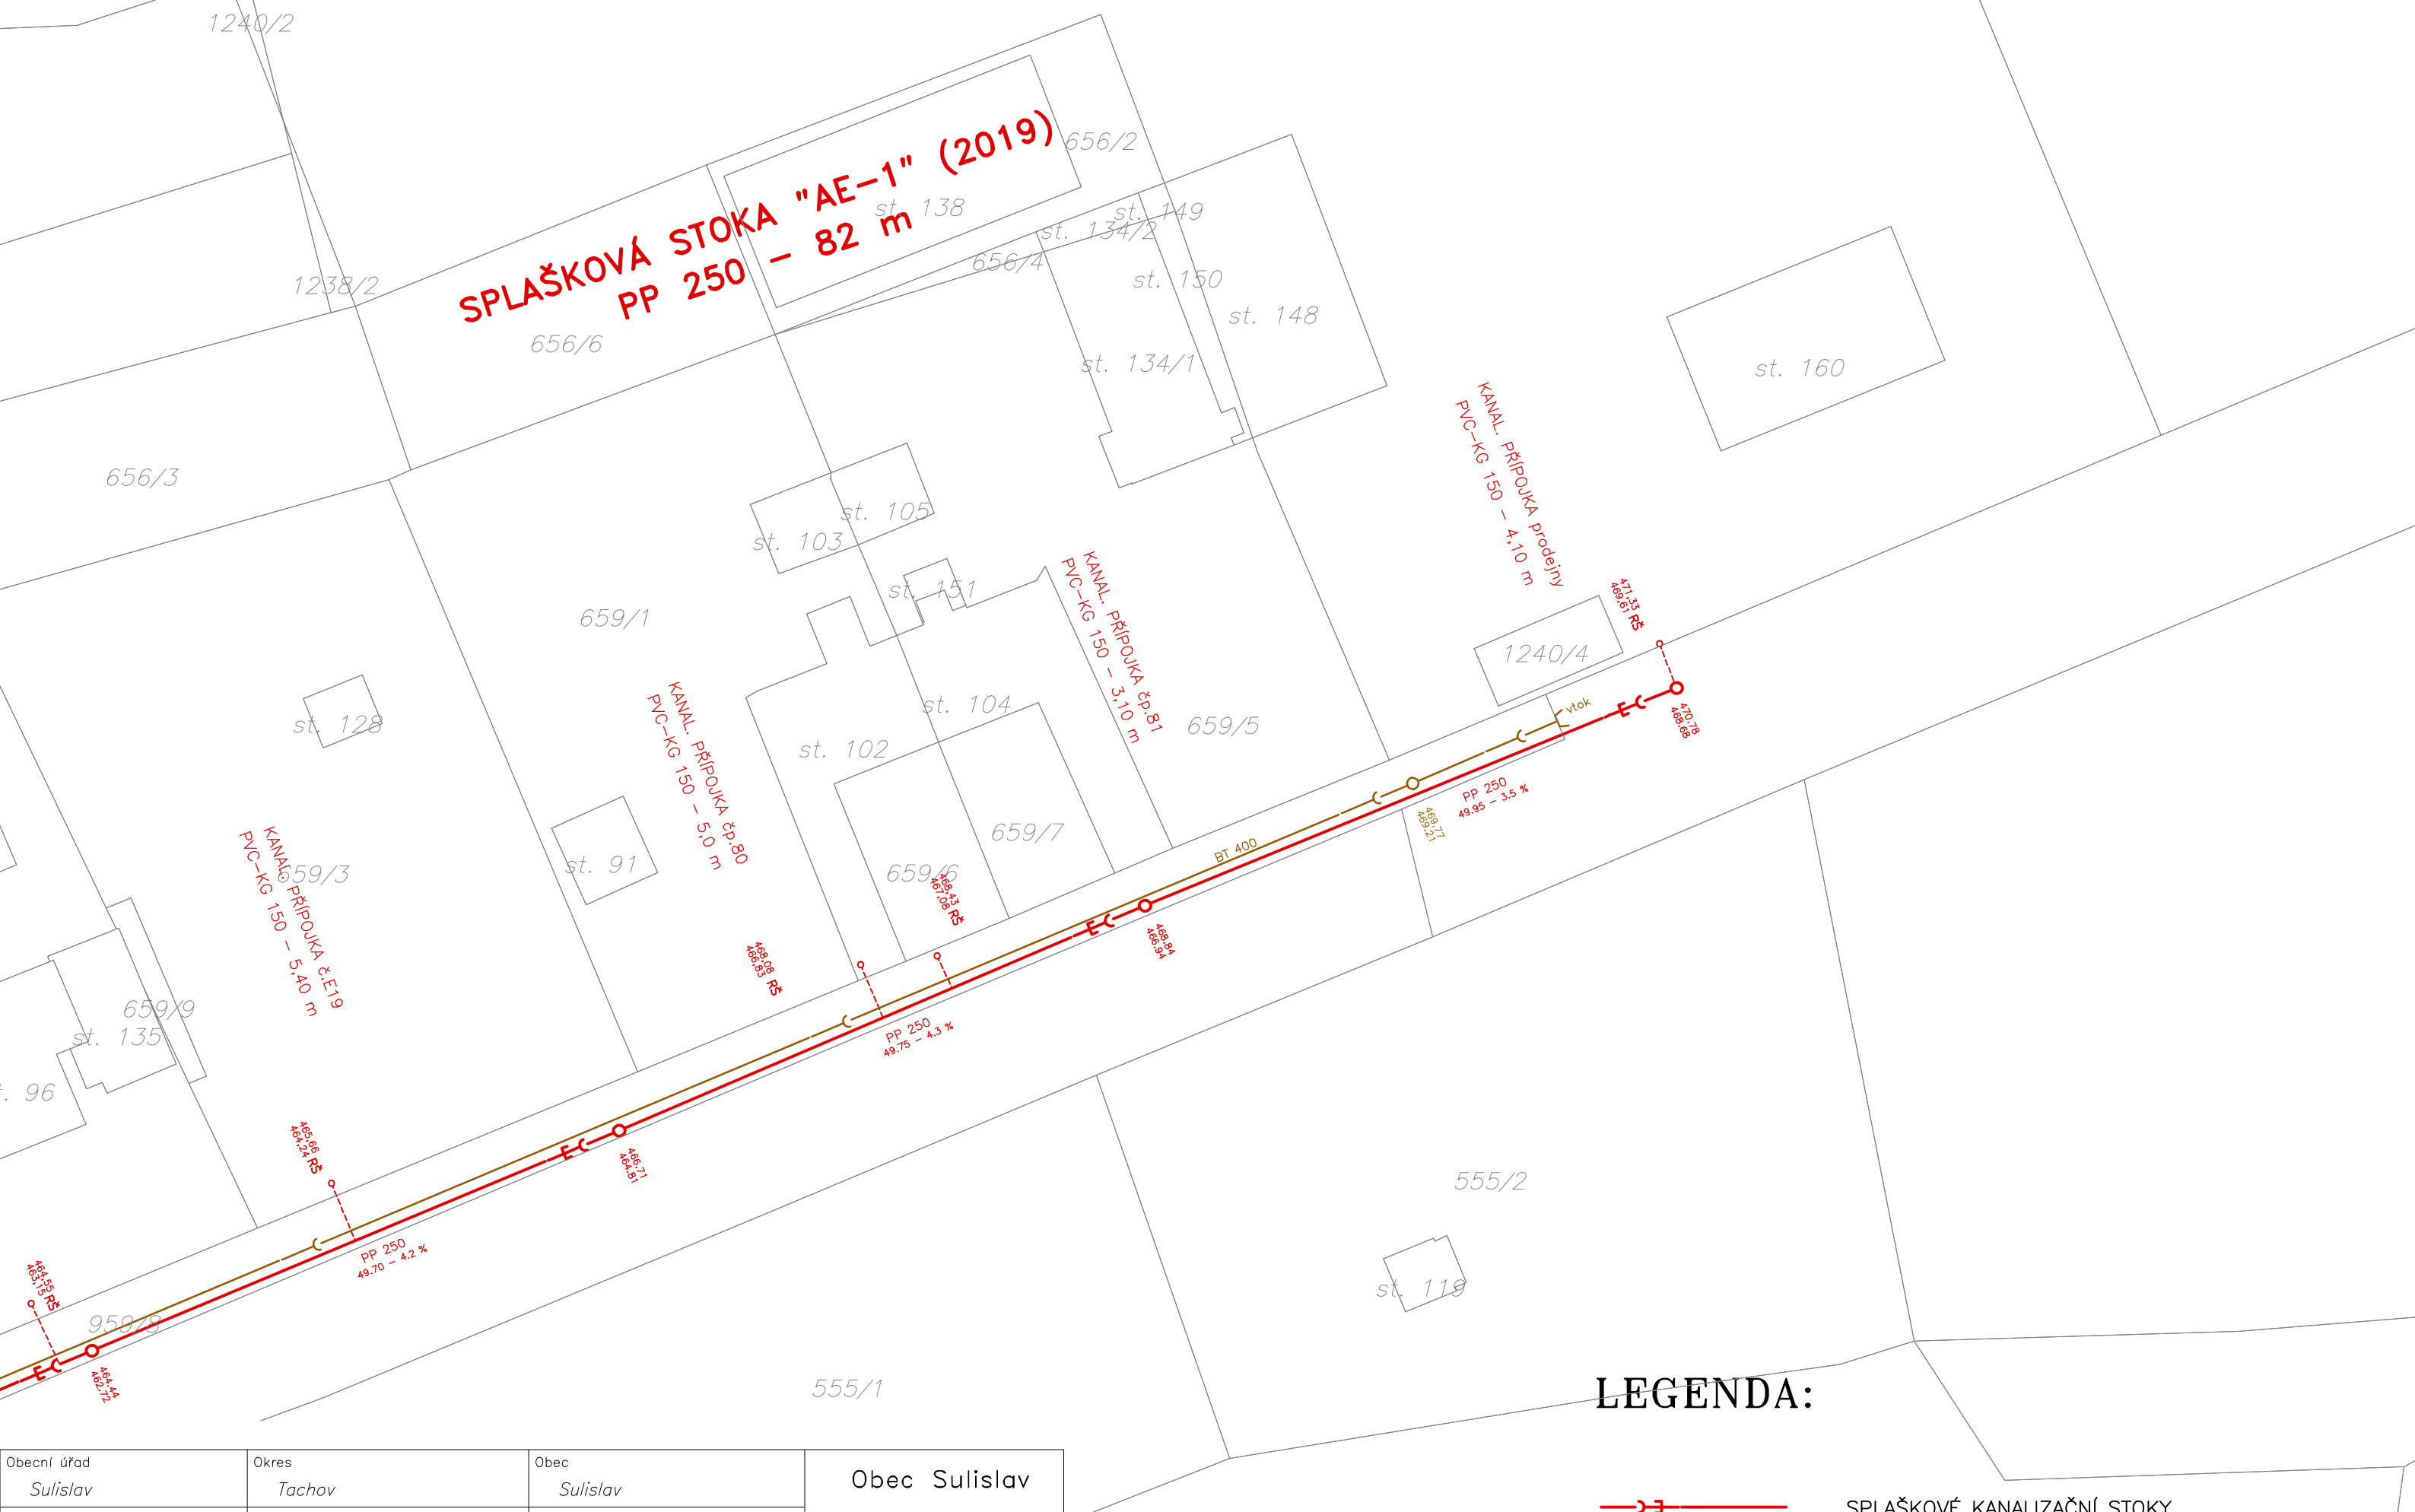 1240/2
SPLAŠKOVÁ STOKA "AE-1" (2019)
PP 250 - 82 m
656/2
st. 138
st. 149
st. 134/2
656/4
st. 150
1238/2
st. 148
656/6
st. 134/1
st. 160
656/3
KANAL. PŘÍPOJKA prodejny
PVC-KG 150 - 4,10 m
st. 105
st. 103
st. 151
471,33
469,61 RŠ
659/1
KANAL. PŘÍPOJKA čp.81
PVC-KG 150 - 3,10 m
1240/4
st. 128
st. 104
659/5
vtok
470.78
468.68
st. 102
KANAL. PŘÍPOJKA čp.80
PVC-KG 150 - 5,0 m
PP 250
49.95 - 3.5 %
469.77
469.21
659/7
BT 400
st. 91
659/6
659/3
KANAL. PŘÍPOJKA č.E19
PVC-KG 150 - 5,40 m
468,43
467,08 RŠ
468.84
466.94
468,08
466,83 RŠ
659/9
st. 135
PP 250
49.75 - 4.3 %
t. 96
465,66
464,24 RŠ
466.71
464.81
555/2
PP 250
49.70 - 4.2 %
464,55
463,15 RŠ
st. 119
959/8
464.44
462.72
555/1
LEGENDA:
Obecní úřad
Sulislav
Okres
Tachov
Obec
Sulislav
Obec Sulislav
SPLAŠKOVÉ KANALIZAČNÍ STOKY